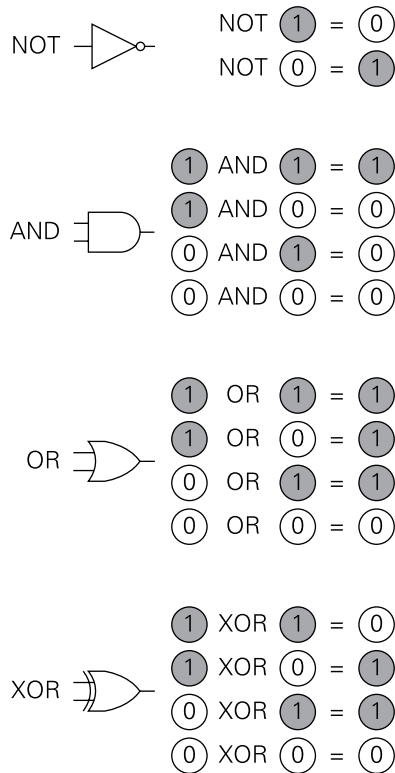 NOT 1 = 0
NOT
NOT 0 = 1
1 AND 1 = 1
1 AND 0 = 0
AND
0 AND 1 = 0
0 AND 0 = 0
1 OR 1 = 1
1 OR 0 = 1
OR
0 OR 1 = 1
0 OR 0 = 0
1 XOR 1 = 0
1 XOR 0 = 1
XOR
0 XOR 1 = 1
0 XOR 0 = 0